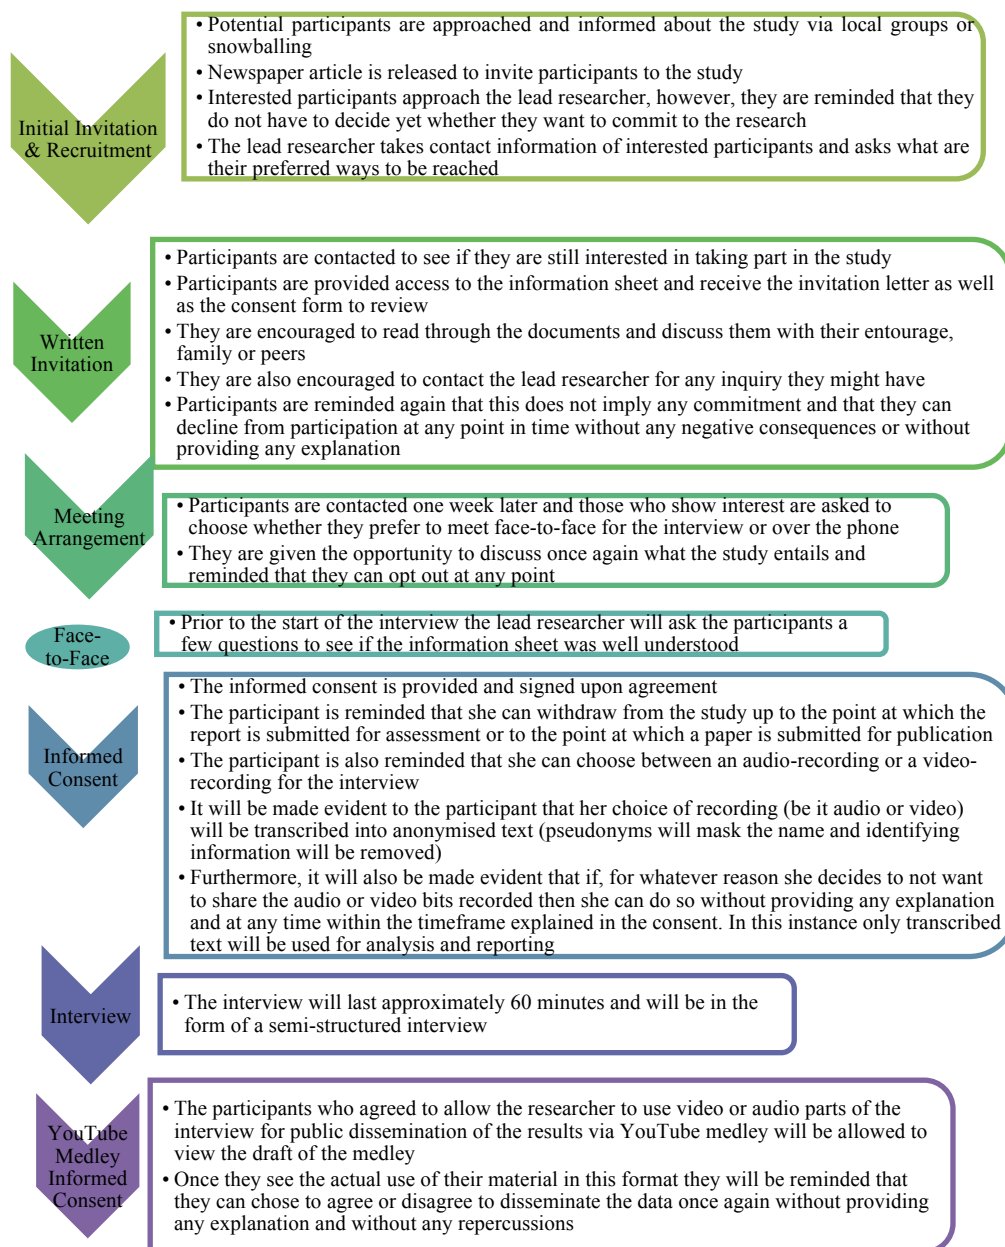 Initial Invitation
& Recruitment
• Potential participants are approached and informed about the study via local groups or
snowballing
• Newspaper article is released to invite participants to the study
• Interested participants approach the lead researcher, however, they are reminded that they
do not have to decide yet whether they want to commit to the research
• The lead researcher takes contact information of interested participants and asks what are
their preferred ways to be reached
Written
Invitation
• Participants are contacted to see if they are still interested in taking part in the study
• Participants are provided access to the information sheet and receive the invitation letter as well
as the consent form to review
• They are encouraged to read through the documents and discuss them with their entourage,
family or peers
• They are also encouraged to contact the lead researcher for any inquiry they might have
• Participants are reminded again that this does not imply any commitment and that they can
decline from participation at any point in time without any negative consequences or without
providing any explanation
Meeting
Arrangement
• Participants are contacted one week later and those who show interest are asked to
choose whether they prefer to meet face-to-face for the interview or over the phone
• They are given the opportunity to discuss once again what the study entails and
reminded that they can opt out at any point
Face-
to-Face
• Prior to the start of the interview the lead researcher will ask the participants a
few questions to see if the information sheet was well understood
Informed
Consent
• The informed consent is provided and signed upon agreement
• The participant is reminded that she can withdraw from the study up to the point at which the
report is submitted for assessment or to the point at which a paper is submitted for publication
• The participant is also reminded that she can choose between an audio-recording or a video-
recording for the interview
• It will be made evident to the participant that her choice of recording (be it audio or video)
will be transcribed into anonymised text (pseudonyms will mask the name and identifying
information will be removed)
• Furthermore, it will also be made evident that if, for whatever reason she decides to not want
to share the audio or video bits recorded then she can do so without providing any explanation
and at any time within the timeframe explained in the consent. In this instance only transcribed
text will be used for analysis and reporting
Interview
• The interview will last approximately 60 minutes and will be in the
form of a semi-structured interview
YouTube
Medley
Informed
Consent
• The participants who agreed to allow the researcher to use video or audio parts of the
interview for public dissemination of the results via YouTube medley will be allowed to
view the draft of the medley
• Once they see the actual use of their material in this format they will be reminded that
they can chose to agree or disagree to disseminate the data once again without providing
any explanation and without any repercussions